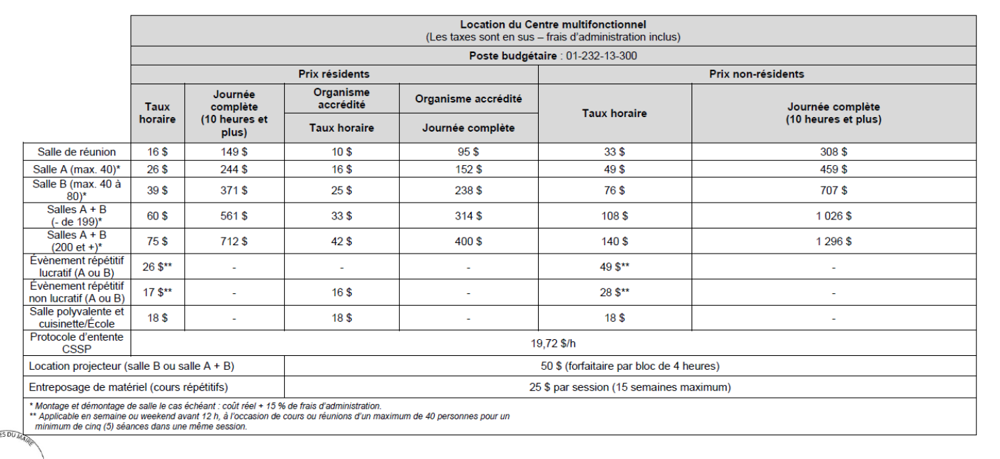 Location du Centre multifonctionnel
(Les taxes sont en sus – frais d'administration inclus)
Poste budgétaire : 01-232-13-300
Prix résidents Prix non-résidents
Taux horaire Journée complète (10 heures et plus) Organisme accrédité Organisme accrédité Taux horaire Journée complète (10 heures et plus)
Taux horaire Journée complète
Salle de réunion 16 $ 149 $ 10 $ 95 $ 33 $ 308 $
Salle A (max. 40)* 26 $ 244 $ 16 $ 152 $ 49 $ 459 $
Salle B (max. 40 à 80)* 39 $ 371 $ 25 $ 238 $ 76 $ 707 $
Salles A + B (- de 199)* 60 $ 561 $ 33 $ 314 $ 108 $ 1 026 $
Salles A + B (200 et +)* 75 $ 712 $ 42 $ 400 $ 140 $ 1 296 $
Évènement répétitif lucratif (A ou B) 26 $** - - - 49 $** -
Évènement répétitif non lucratif (A ou B) 17 $** - 16 $ - 28 $** -
Salle polyvalente et cuisinette/École 18 $ - 18 $ - 18 $ -
Protocole d'entente CSSP 19,72 $/h
Location projecteur (salle B ou salle A + B) 50 $ (forfaitaire par bloc de 4 heures)
Entreposage de matériel (cours répétitifs) 25 $ par session (15 semaines maximum)
* Montage et démontage de salle le cas échéant : coût réel + 15 % de frais d'administration.
** Applicable en semaine ou weekend avant 12 h, à l'occasion de cours ou réunions d'un maximum de 40 personnes pour un
minimum de cinq (5) séances dans une même session.
DU MAIRE